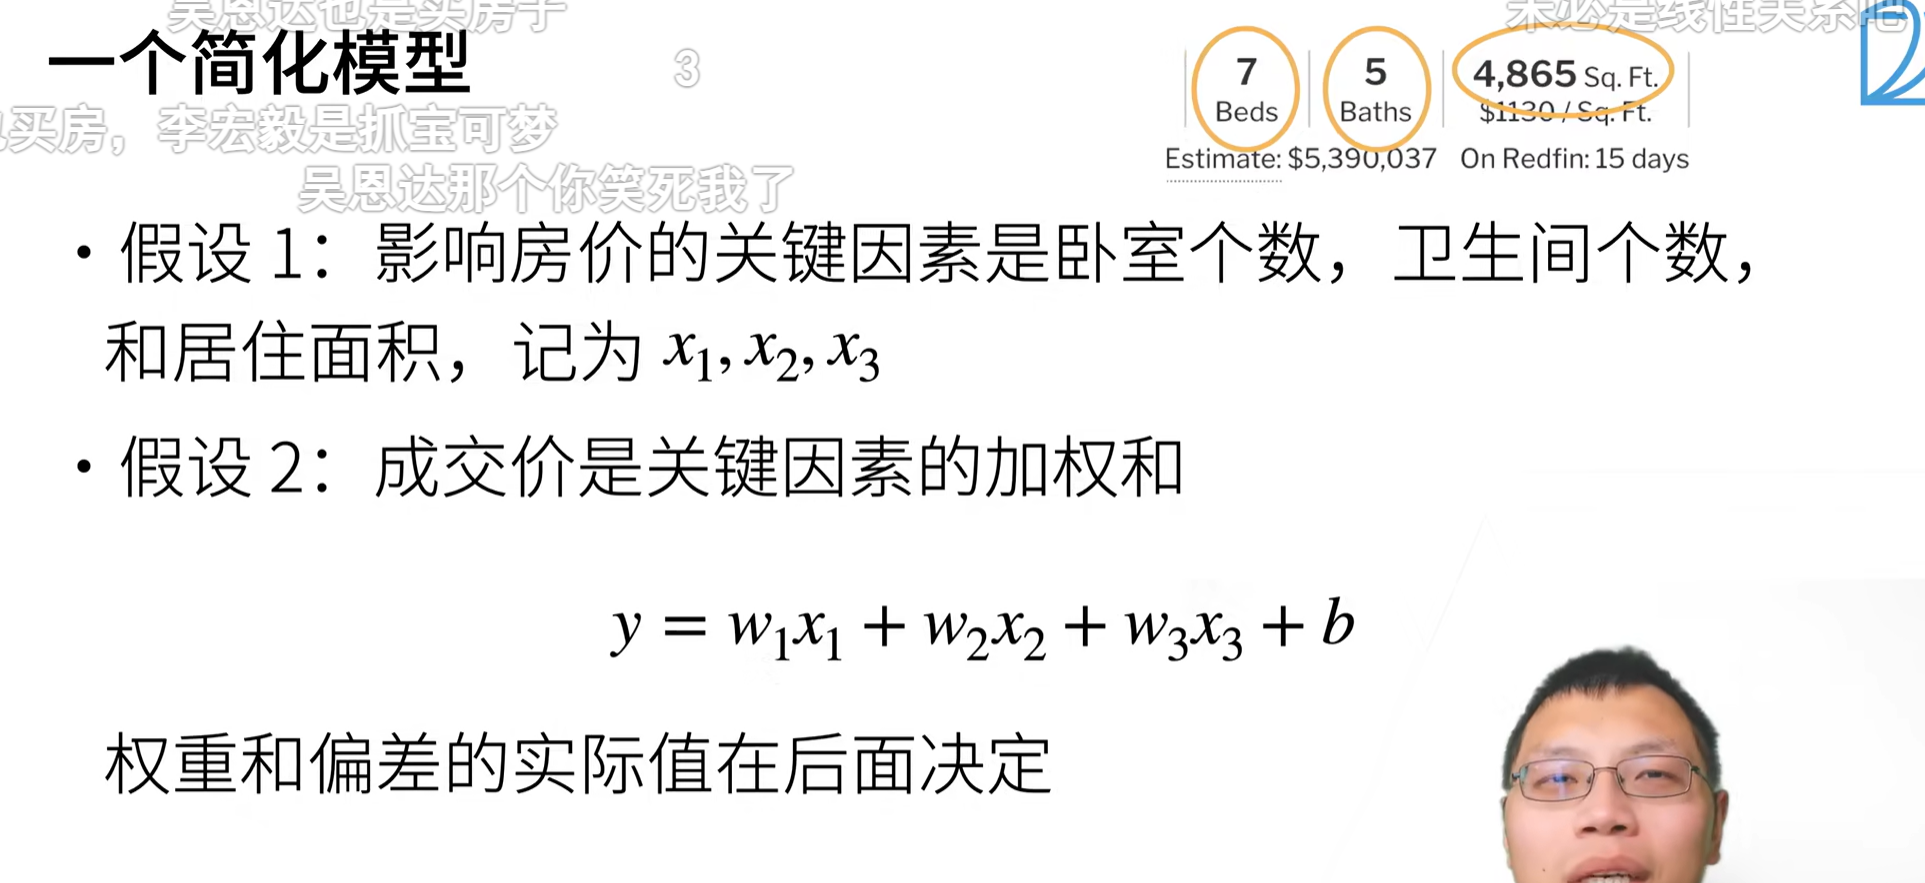 吴恩达也是买房子
未必是线性关系吧
一个简化模型
3
7
Beds
5
Baths
4,865 Sq. Ft.
$1130 / Sq. Ft.
买房，李宏毅是抓宝可梦
Estimate: $5,390,037 On Redfin: 15 days
吴恩达那个你笑死我了
• 假设 1：影响房价的关键因素是卧室个数，卫生间个数，
和居住面积，记为 x₁, x₂, x₃
• 假设 2：成交价是关键因素的加权和
y = w₁x₁ + w₂x₂ + w₃x₃ + b
权重和偏差的实际值在后面决定